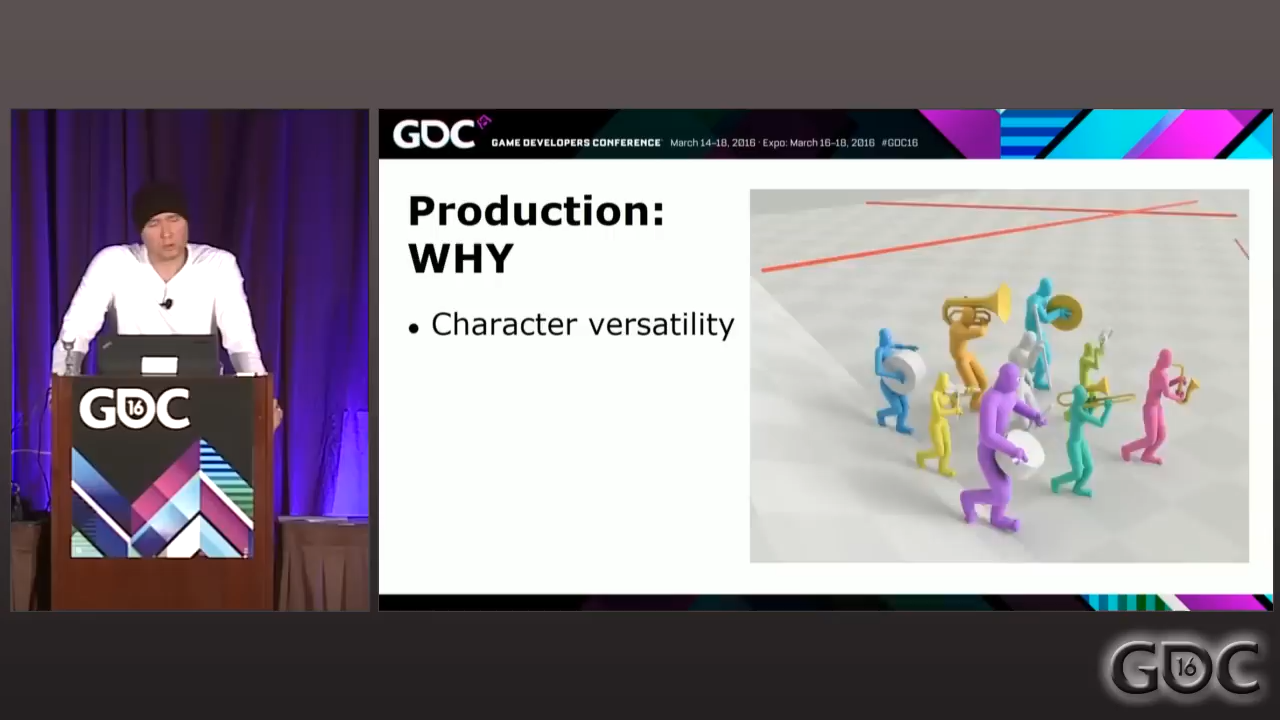 GDC
GAME DEVELOPERS CONFERENCE March 14-18, 2016 · Expo: March 16-18, 2016 #GDC16
Production:
WHY
• Character versatility
GDC
16
GDC
16